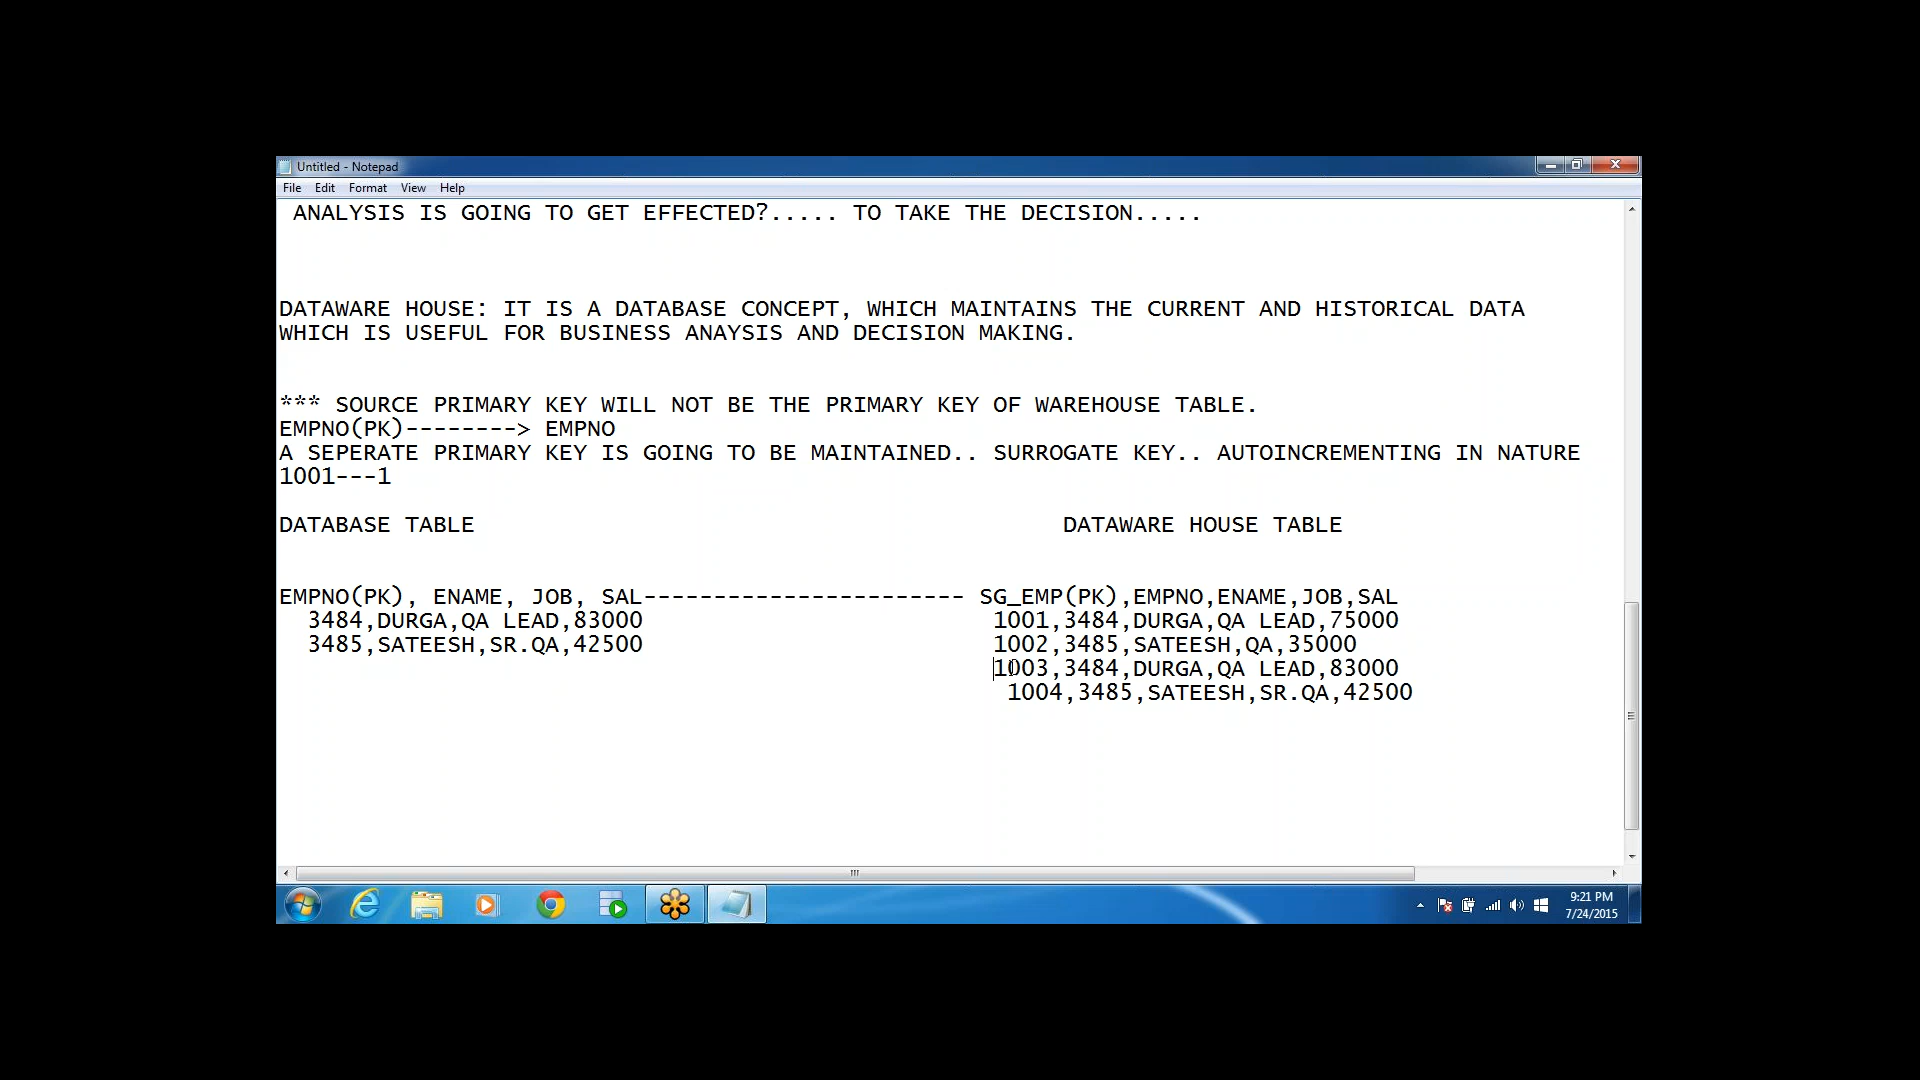 Untitled - Notepad
File Edit Format View Help
ANALYSIS IS GOING TO GET EFFECTED?..... TO TAKE THE DECISION.....
DATAWARE HOUSE: IT IS A DATABASE CONCEPT, WHICH MAINTAINS THE CURRENT AND HISTORICAL DATA
WHICH IS USEFUL FOR BUSINESS ANAYSIS AND DECISION MAKING.
*** SOURCE PRIMARY KEY WILL NOT BE THE PRIMARY KEY OF WAREHOUSE TABLE.
EMPNO(PK)--------> EMPNO
A SEPERATE PRIMARY KEY IS GOING TO BE MAINTAINED.. SURROGATE KEY.. AUTOINCREMENTING IN NATURE
1001---1
DATABASE TABLE DATAWARE HOUSE TABLE
EMPNO(PK), ENAME, JOB, SAL----------------------- SG_EMP(PK),EMPNO,ENAME,JOB,SAL
3484,DURGA,QA LEAD,83000 1001,3484,DURGA,QA LEAD,75000
3485,SATEESH,SR.QA,42500 1002,3485,SATEESH,QA,35000
1003,3484,DURGA,QA LEAD,83000
1004,3485,SATEESH,SR.QA,42500
9:21 PM
7/24/2015